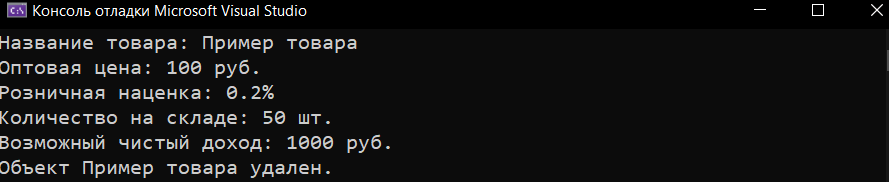 Консоль отладки Microsoft Visual Studio
Название товара: Пример товара
Оптовая цена: 100 руб.
Розничная наценка: 0.2%
Количество на складе: 50 шт.
Возможный чистый доход: 1000 руб.
Объект Пример товара удален.